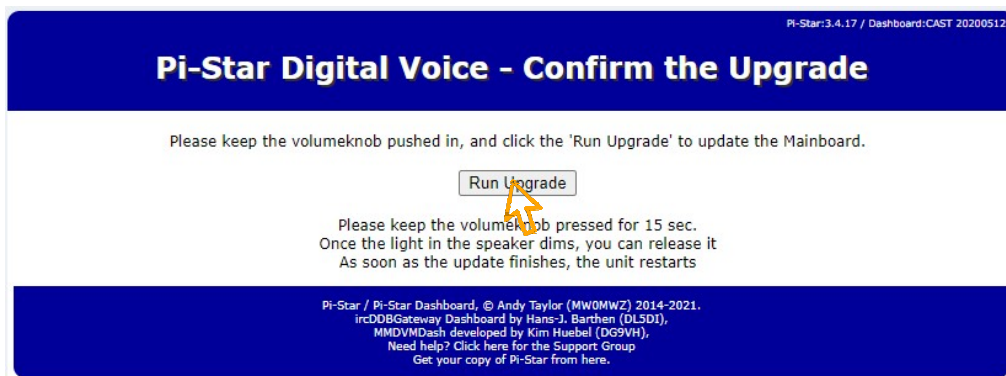 Pi-Star:3.4.17 / Dashboard:CAST 20200512
Pi-Star Digital Voice - Confirm the Upgrade
Please keep the volumeknob pushed in, and click the 'Run Upgrade' to update the Mainboard.
Run Upgrade
Please keep the volumeknob pressed for 15 sec.
Once the light in the speaker dims, you can release it
As soon as the update finishes, the unit restarts
Pi-Star / Pi-Star Dashboard, © Andy Taylor (MW0MWZ) 2014-2021.
ircDDBGateway Dashboard by Hans-J. Barthen (DL5DI),
MMDVMDash developed by Kim Huebel (DG9VH),
Need help? Click here for the Support Group
Get your copy of Pi-Star from here.